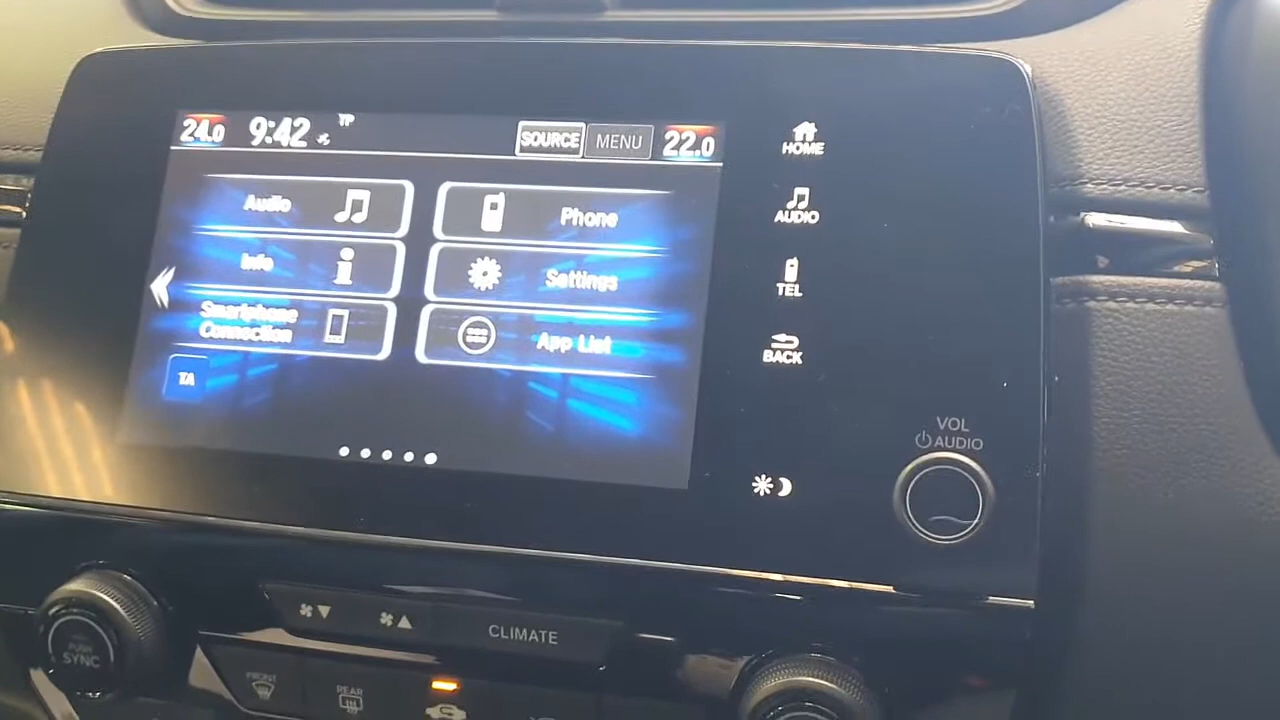 24.0 9:42 TP SOURCE MENU 22.0
Audio
Phone
Info
Settings
Smartphone
Connection
App List
TA
HOME
AUDIO
TEL
BACK
VOL
AUDIO
CLIMATE
PUSH
SYNC
FRONT
REAR